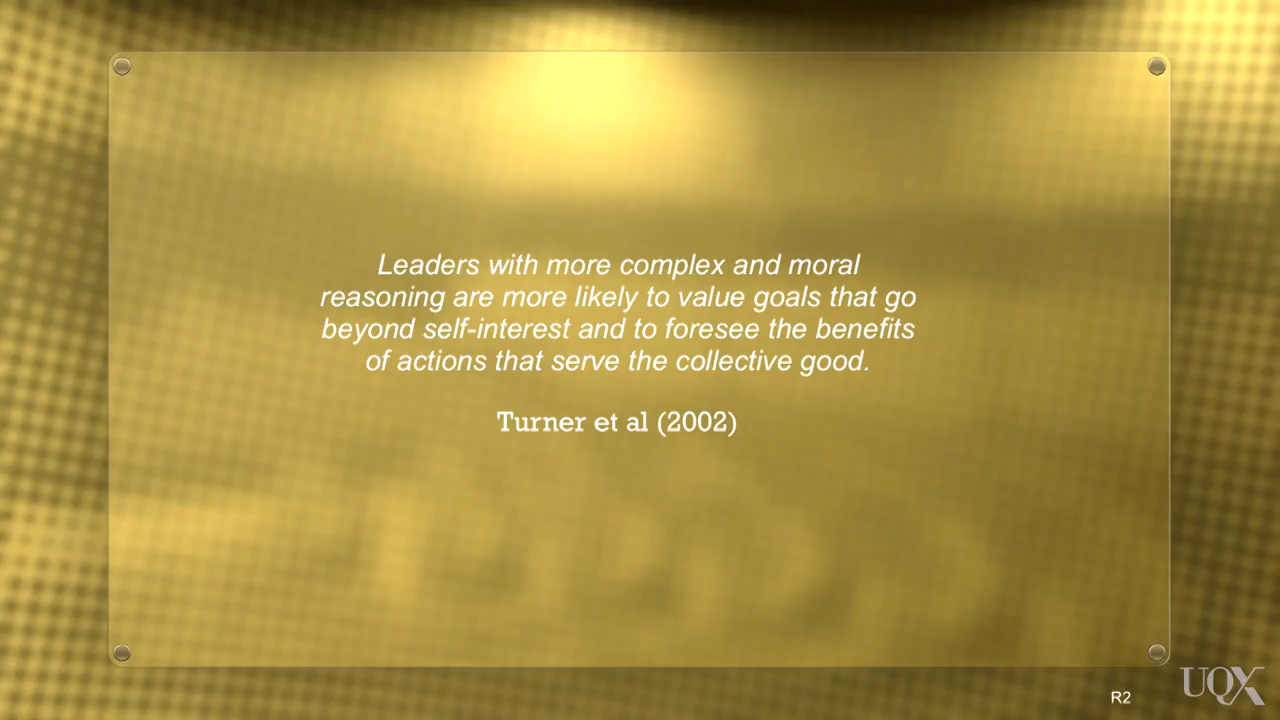 Leaders with more complex and moral
reasoning are more likely to value goals that go
beyond self-interest and to foresee the benefits
of actions that serve the collective good.
Turner et al (2002)
R2
UQX